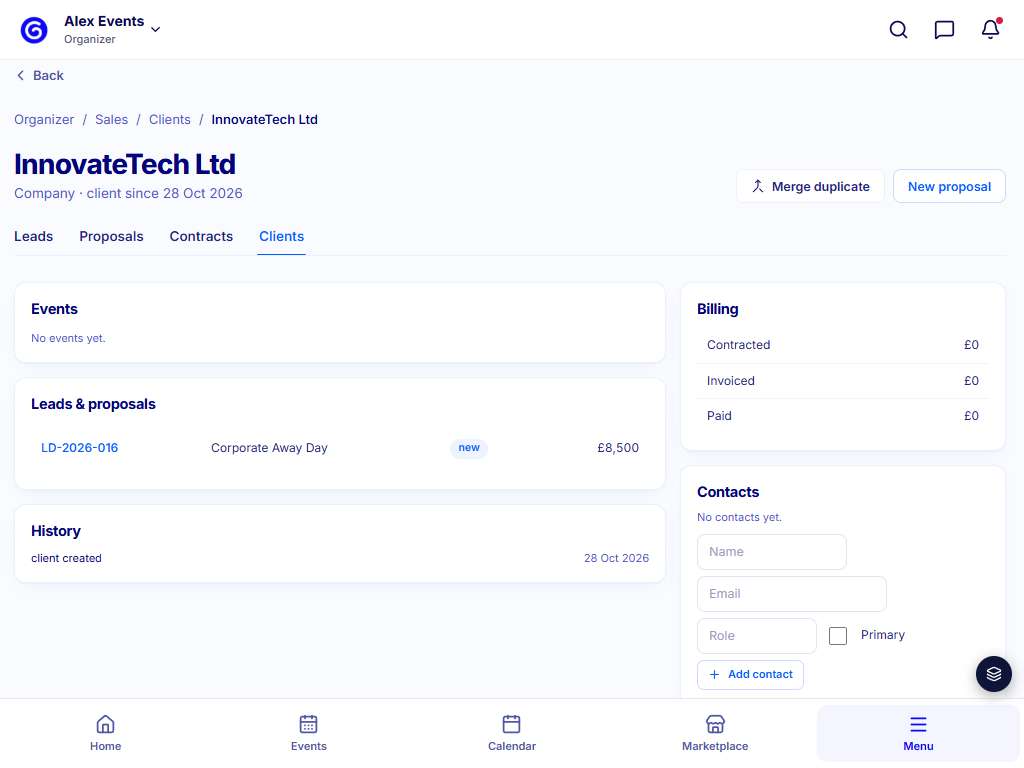 Alex Events
Organizer
Back
Organizer / Sales / Clients / InnovateTech Ltd
InnovateTech Ltd
Company · client since 28 Oct 2026
Merge duplicate
New proposal
Leads Proposals Contracts Clients
Events
No events yet.
Leads & proposals
LD-2026-016 Corporate Away Day new £8,500
History
client created 28 Oct 2026
Billing
Contracted £0
Invoiced £0
Paid £0
Contacts
No contacts yet.
Name
Email
Role Primary
Add contact
Home Events Calendar Marketplace Menu